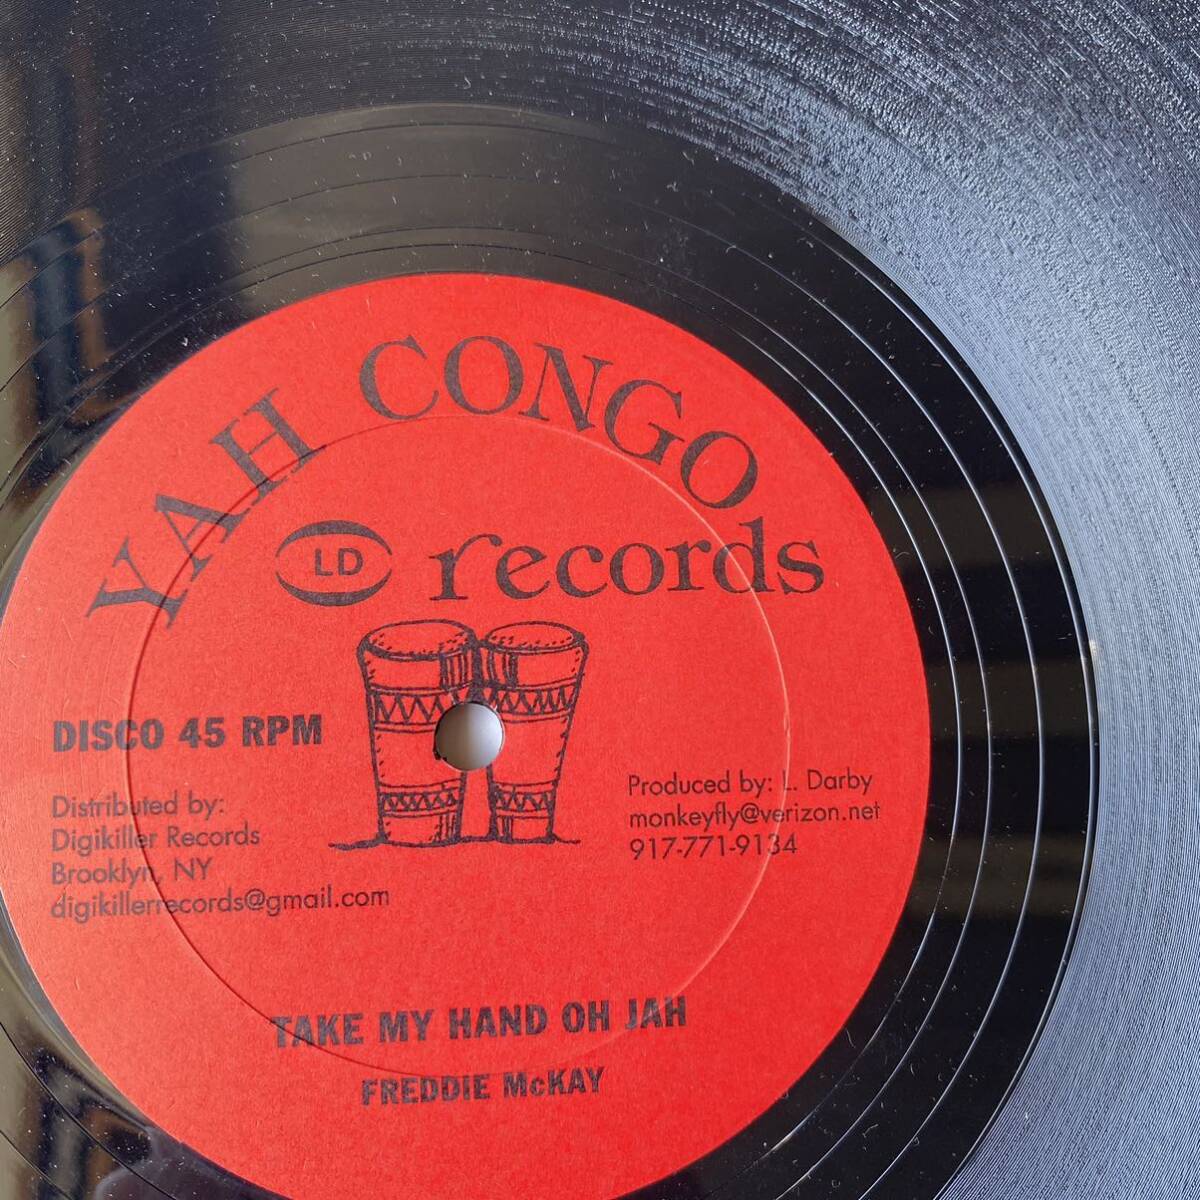 YAH CONGO
LD
records
DISCO 45 RPM
Distributed by:
Digikiller Records
Brooklyn, NY
digikillerrecords@gmail.com
Produced by: L. Darby
monkeyfly@verizon.net
917-771-9134
TAKE MY HAND OH JAH
FREDDIE McKAY